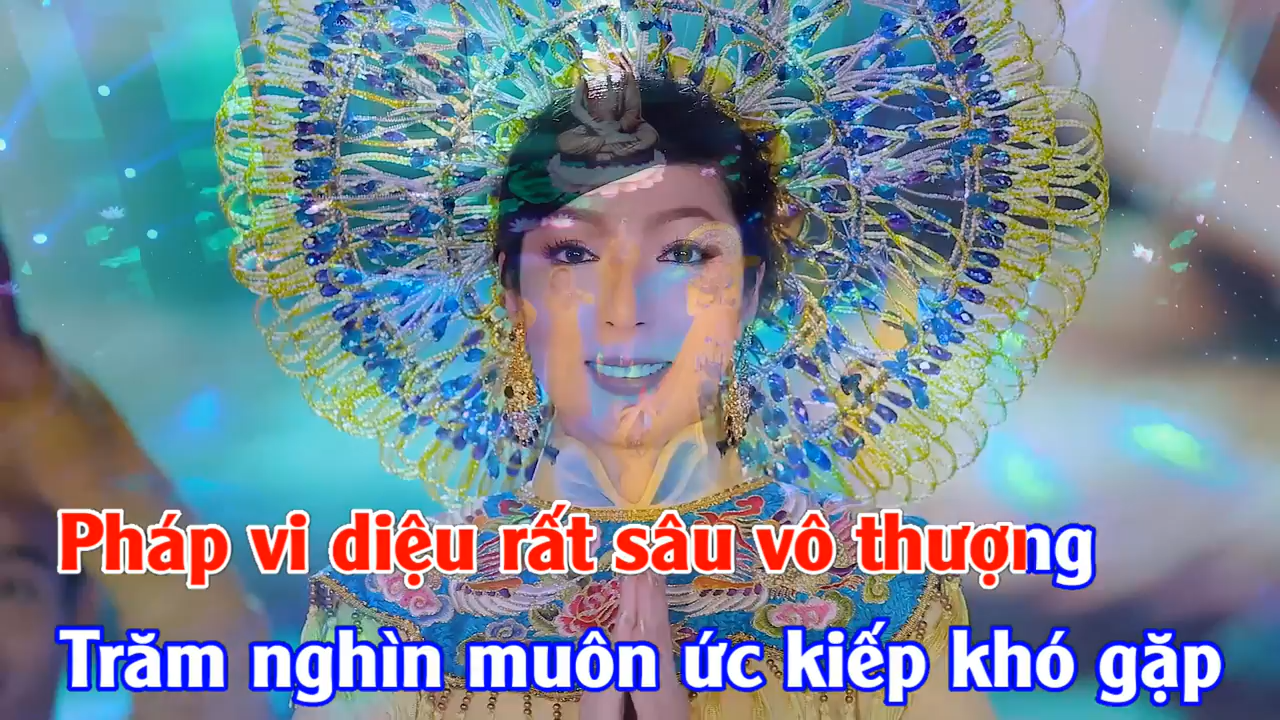 Pháp vi diệu rất sâu vô thượng
Trăm nghìn muôn ức kiếp khó gặp